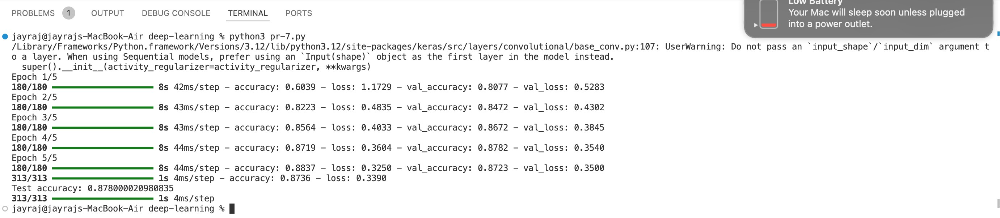 PROBLEMS 1 OUTPUT DEBUG CONSOLE TERMINAL PORTS
Low Battery
Your Mac will sleep soon unless plugged
into a power outlet.
jayraj@jayrajs-MacBook-Air deep-learning % python3 pr-7.py
/Library/Frameworks/Python.framework/Versions/3.12/lib/python3.12/site-packages/keras/src/layers/convolutional/base_conv.py:107: UserWarning: Do not pass an `input_shape`/`input_dim` argument t
o a layer. When using Sequential models, prefer using an `Input(shape)` object as the first layer in the model instead.
  super().__init__(activity_regularizer=activity_regularizer, **kwargs)
Epoch 1/5
180/180 8s 42ms/step - accuracy: 0.6039 - loss: 1.1729 - val_accuracy: 0.8077 - val_loss: 0.5283
Epoch 2/5
180/180 8s 43ms/step - accuracy: 0.8223 - loss: 0.4835 - val_accuracy: 0.8472 - val_loss: 0.4302
Epoch 3/5
180/180 8s 43ms/step - accuracy: 0.8564 - loss: 0.4033 - val_accuracy: 0.8672 - val_loss: 0.3845
Epoch 4/5
180/180 8s 44ms/step - accuracy: 0.8719 - loss: 0.3604 - val_accuracy: 0.8782 - val_loss: 0.3540
Epoch 5/5
180/180 8s 44ms/step - accuracy: 0.8837 - loss: 0.3250 - val_accuracy: 0.8723 - val_loss: 0.3500
313/313 1s 4ms/step - accuracy: 0.8736 - loss: 0.3390
Test accuracy: 0.878000020980835
313/313 1s 4ms/step
jayraj@jayrajs-MacBook-Air deep-learning %